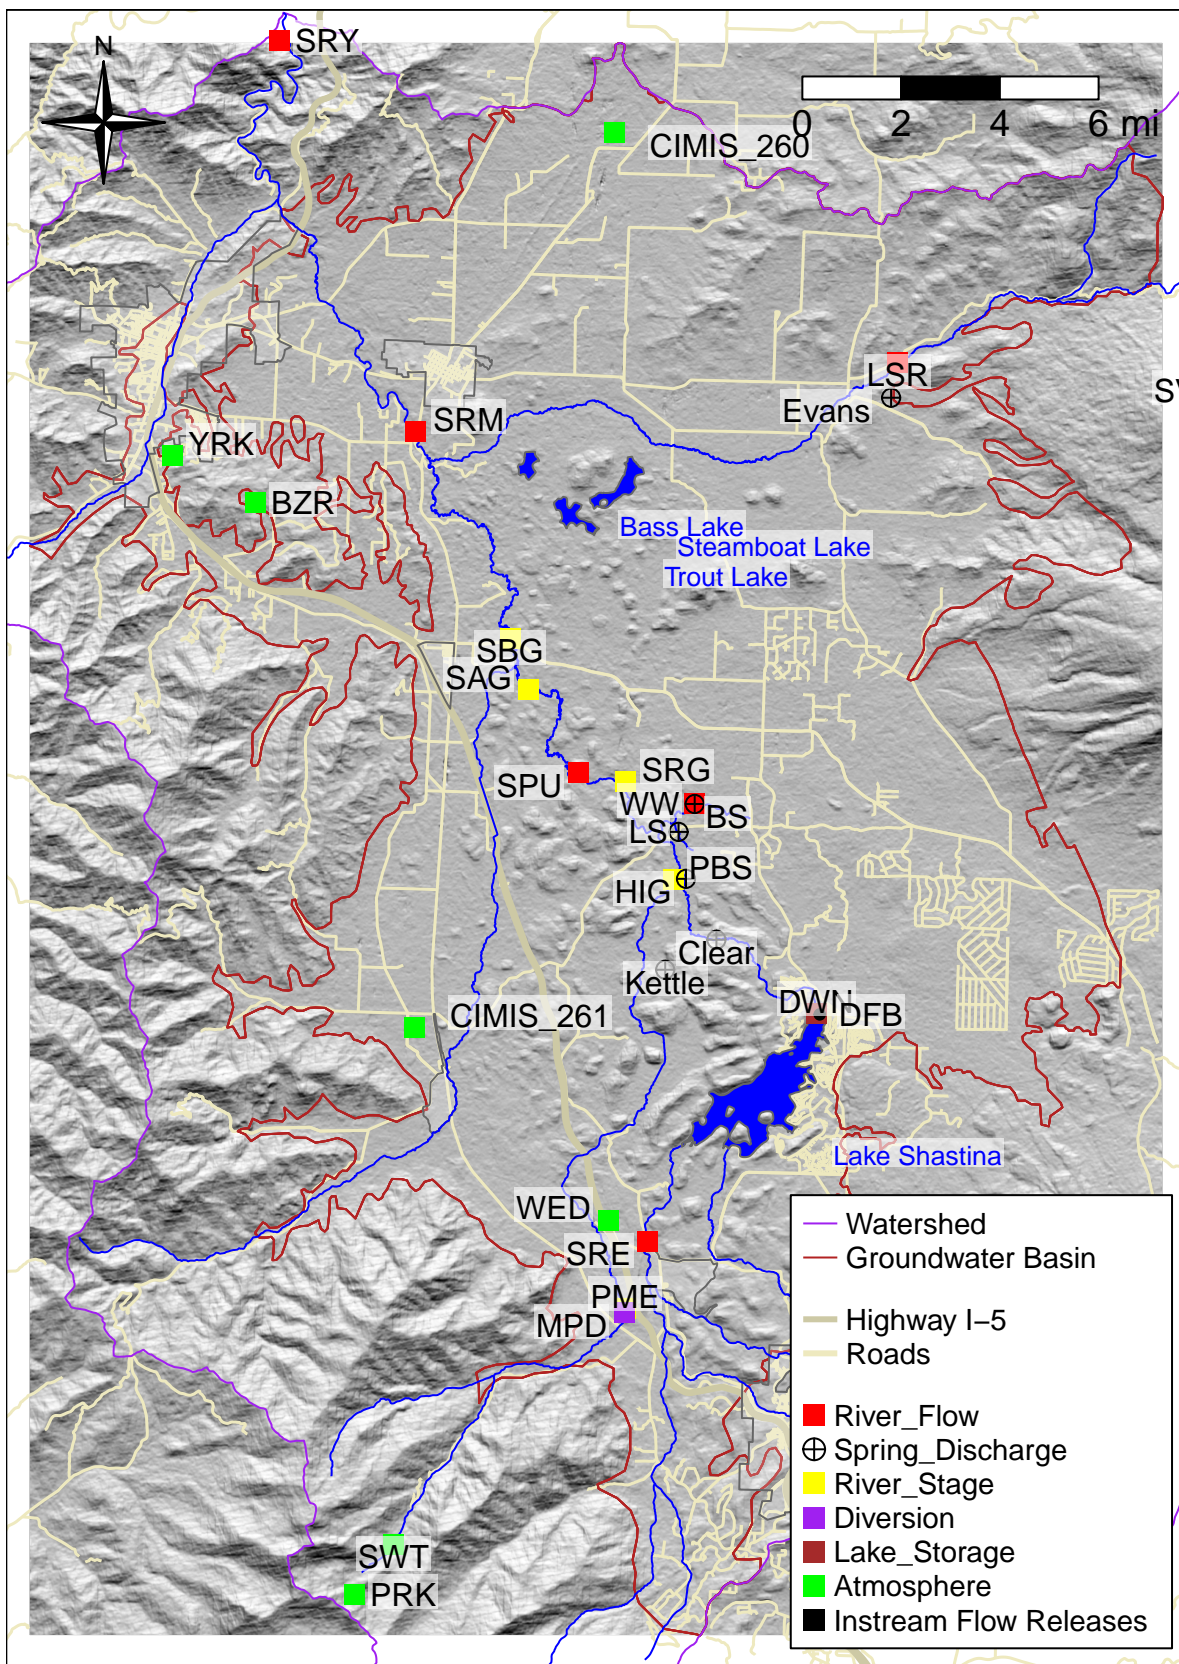 SRY
N
0 2 4 6 mi
CIMIS_260
LSR
Evans
SV
SRM
YRK
BZR
Bass Lake
Steamboat Lake
Trout Lake
SBG
SAG
SRG
SPU
WW
BS
LS
PBS
HIG
Clear
Kettle
DWN
DFB
CIMIS_261
Lake Shastina
WED
SRE
PME
MPD
SWT
PRK
Watershed
Groundwater Basin
Highway I−5
Roads
River_Flow
Spring_Discharge
River_Stage
Diversion
Lake_Storage
Atmosphere
Instream Flow Releases